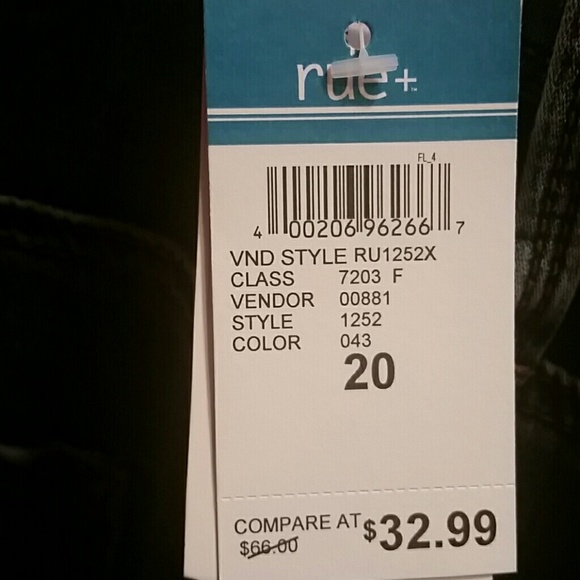 rue+™
FL_4
4 00206 96266 7
VND STYLE RU1252X
CLASS 7203 F
VENDOR 00881
STYLE 1252
COLOR 043
20
COMPARE AT $32.99
$66.00